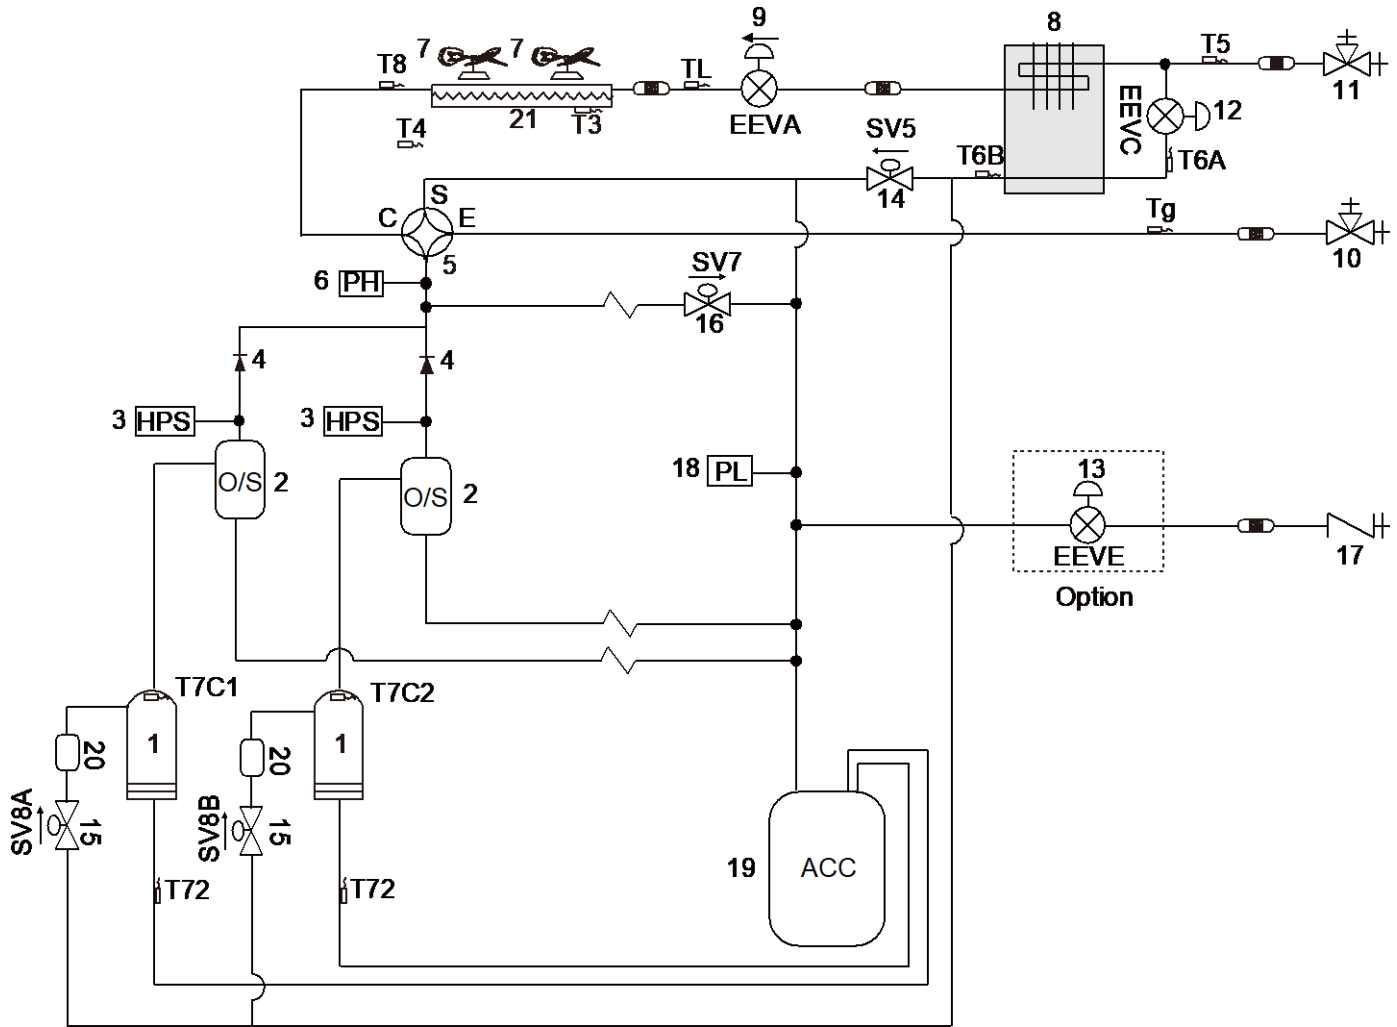 9
8
7
7
T8
TL
T5
11
21
T3
EEVA
EEVC
12
T4
SV5
T6B
T6A
14
S
C
E
Tg
5
10
6
PH
SV7
16
4
4
3
HPS
3
HPS
O/S
2
O/S
2
18
PL
13
EEVE
17
Option
T7C1
T7C2
1
1
20
20
SV8A
15
SV8B
15
19
ACC
T72
T72